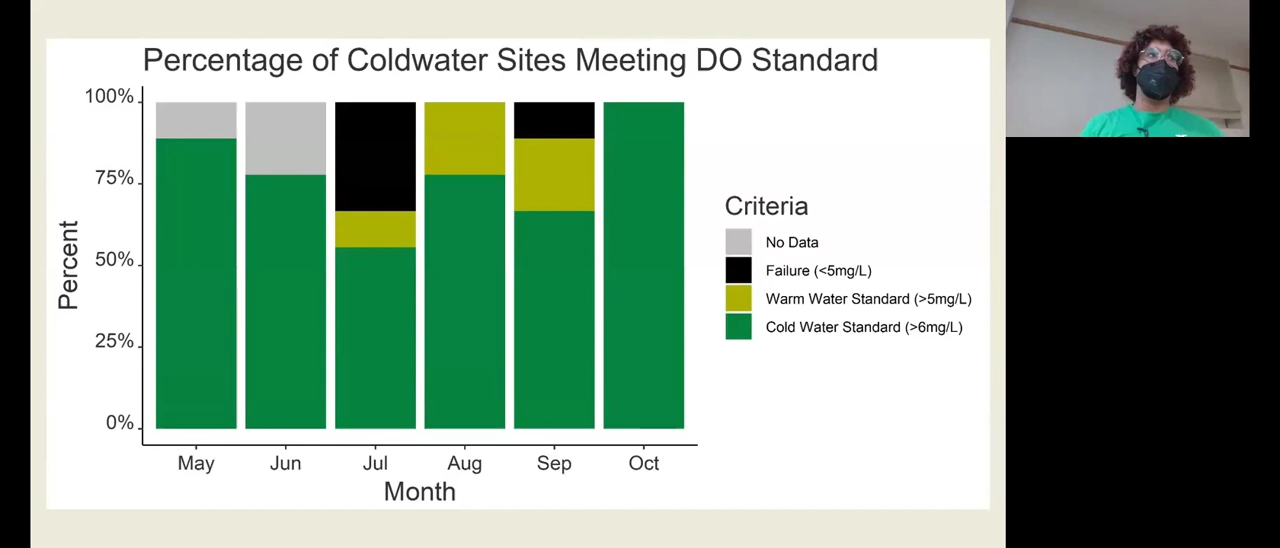 Percentage of Coldwater Sites Meeting DO Standard
100%
75%
50%
25%
0%
Percent
May Jun Jul Aug Sep Oct
Month
Criteria
No Data
Failure (<5mg/L)
Warm Water Standard (>5mg/L)
Cold Water Standard (>6mg/L)